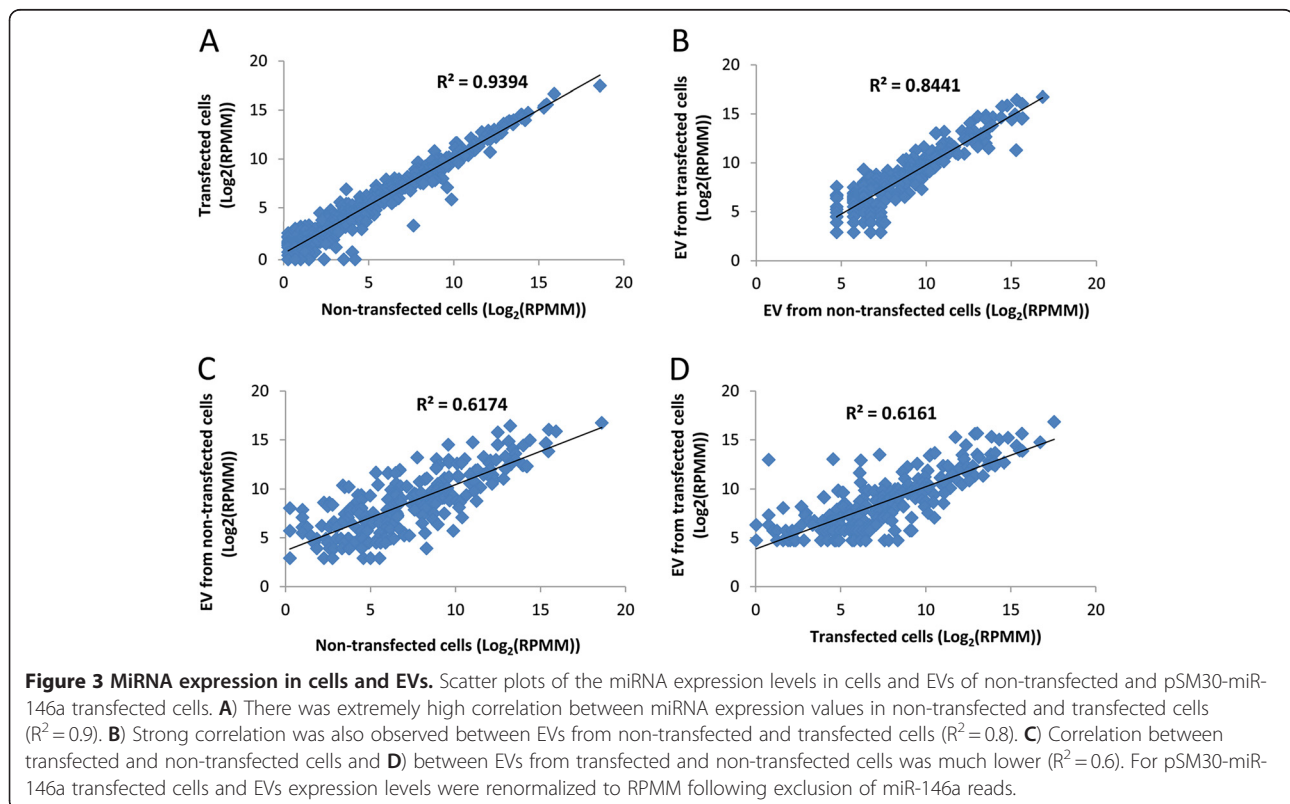 A
B
20
15
10
5
0
Transfected cells
(Log2(RPMM))
R² = 0.9394
0 5 10 15 20
Non-transfected cells (Log₂(RPMM))
20
15
10
5
0
EV from transfected cells
(Log2(RPMM))
R² = 0.8441
0 5 10 15 20
EV from non-transfected cells (Log₂(RPMM))
C
D
20
15
10
5
0
EV from non-transfected cells
(Log2(RPMM))
R² = 0.6174
0 5 10 15 20
Non-transfected cells (Log₂(RPMM))
20
15
10
5
0
EV from transfected cells
(Log2(RPMM))
R² = 0.6161
0 5 10 15 20
Transfected cells (Log₂(RPMM))
Figure 3 MiRNA expression in cells and EVs. Scatter plots of the miRNA expression levels in cells and EVs of non-transfected and pSM30-miR-
146a transfected cells. A) There was extremely high correlation between miRNA expression values in non-transfected and transfected cells
(R² = 0.9). B) Strong correlation was also observed between EVs from non-transfected and transfected cells (R² = 0.8). C) Correlation between
transfected and non-transfected cells and D) between EVs from transfected and non-transfected cells was much lower (R² = 0.6). For pSM30-miR-
146a transfected cells and EVs expression levels were renormalized to RPMM following exclusion of miR-146a reads.